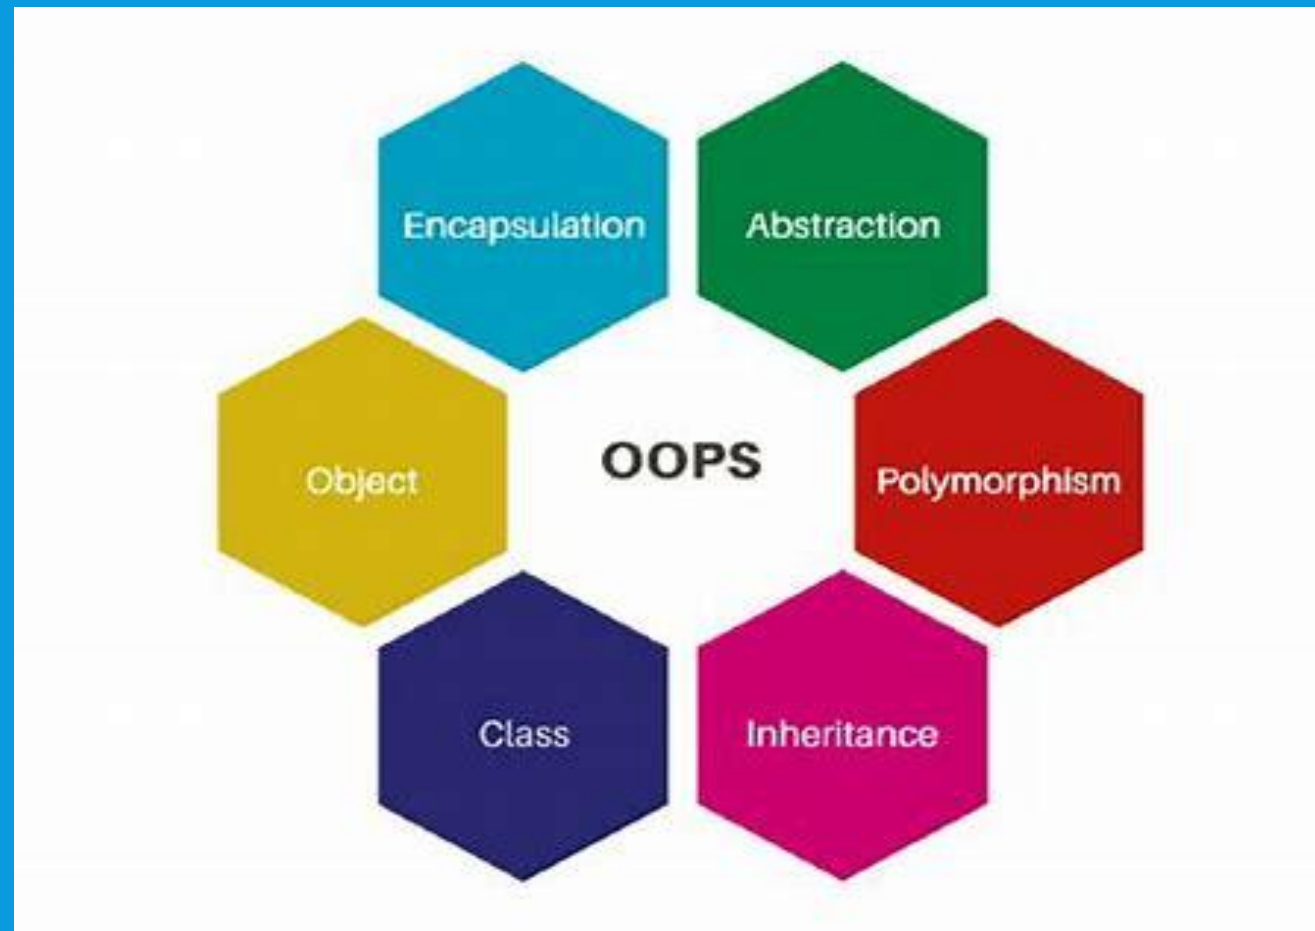 Encapsulation
Abstraction
Object
OOPS
Polymorphism
Class
Inheritance